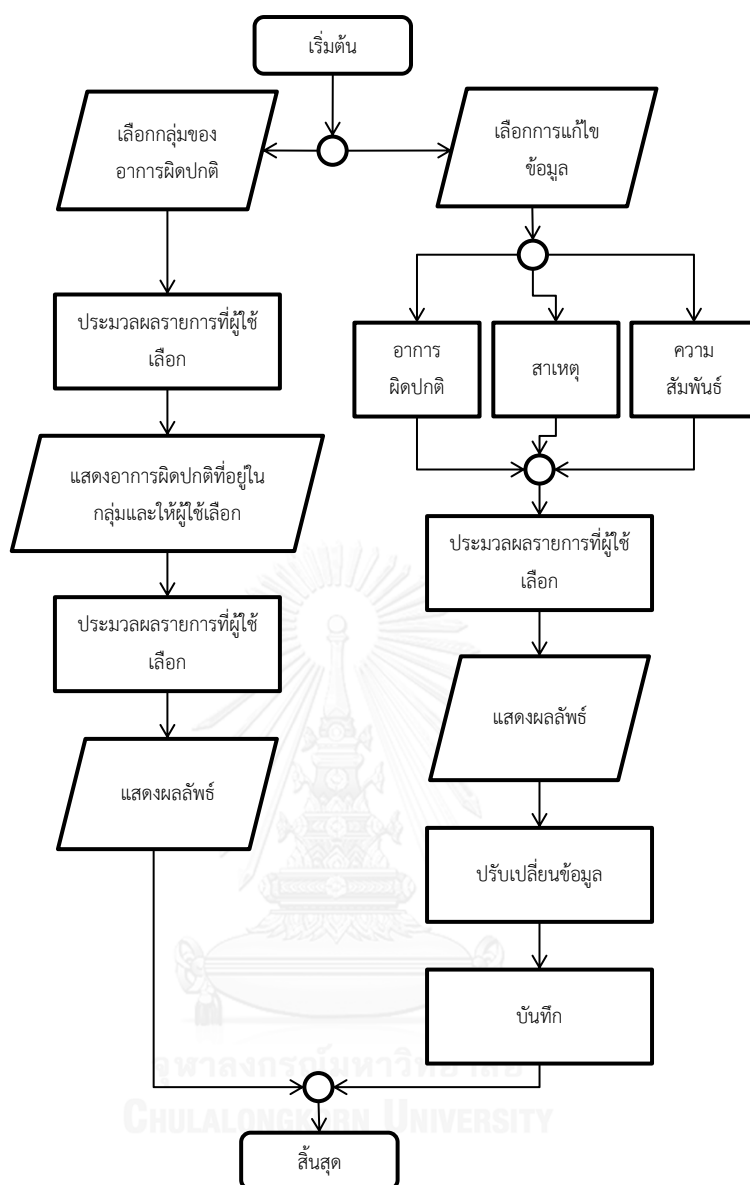 เริ่มต้น
เลือกกลุ่มของ
อาการผิดปกติ
เลือกการแก้ไข
ข้อมูล
ประมวลผลรายการที่ผู้ใช้
เลือก
อาการ
ผิดปกติ
สาเหตุ
ความ
สัมพันธ์
แสดงอาการผิดปกติที่อยู่ใน
กลุ่มและให้ผู้ใช้เลือก
ประมวลผลรายการที่ผู้ใช้
เลือก
ประมวลผลรายการที่ผู้ใช้
เลือก
แสดงผลลัพธ์
แสดงผลลัพธ์
ปรับเปลี่ยนข้อมูล
บันทึก
จุฬาลงกรณ์มหาวิทยาลัย
CHULALONGKORN UNIVERSITY
สิ้นสุด